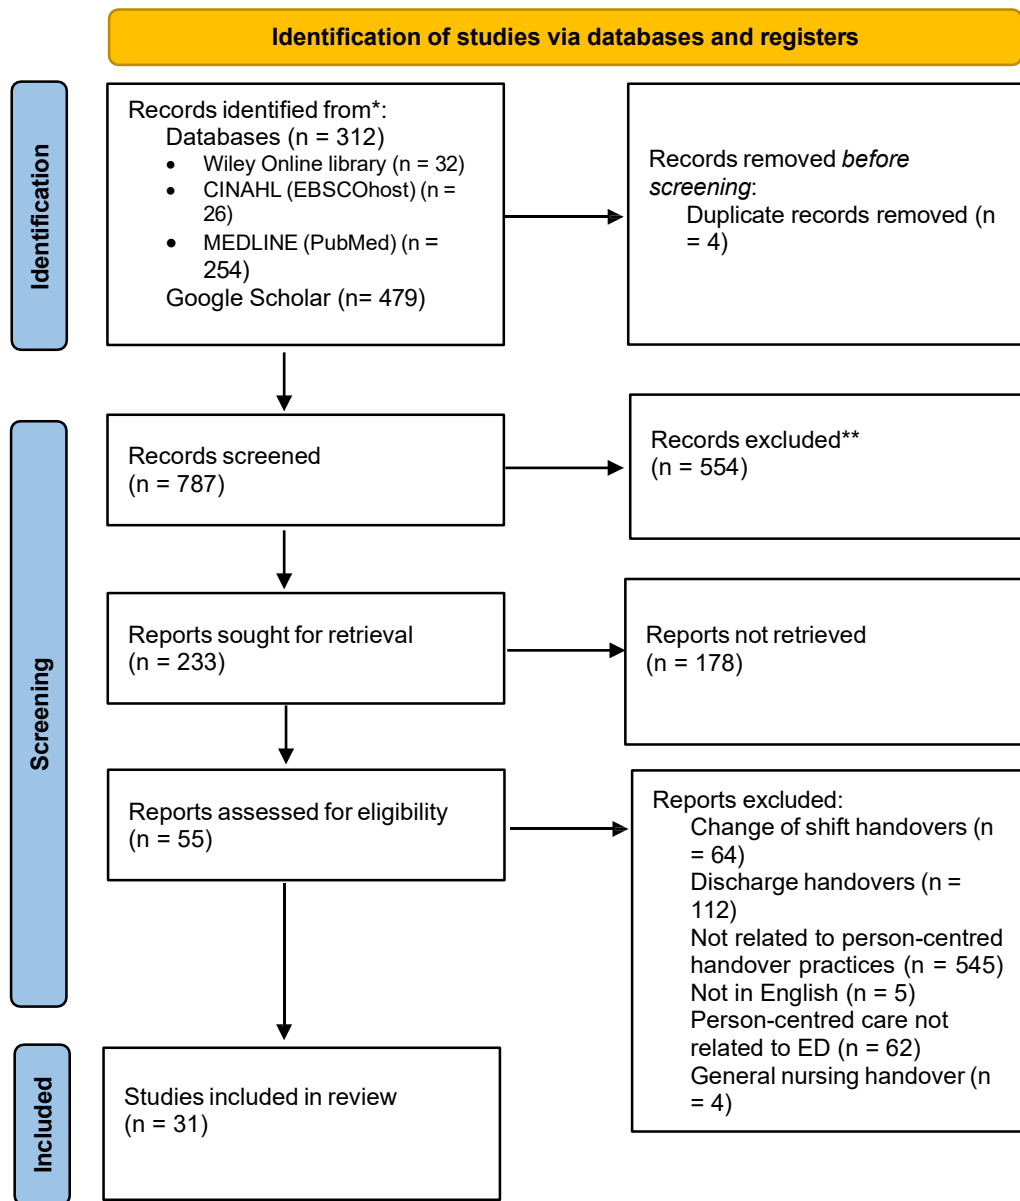 Identification of studies via databases and registers
Identification
Records identified from*:
Databases (n = 312)
• Wiley Online library (n = 32)
• CINAHL (EBSCOhost) (n =
26)
• MEDLINE (PubMed) (n =
254)
Google Scholar (n= 479)
Records removed before
screening:
Duplicate records removed (n
= 4)
Screening
Records screened
(n = 787)
Records excluded**
(n = 554)
Reports sought for retrieval
(n = 233)
Reports not retrieved
(n = 178)
Reports assessed for eligibility
(n = 55)
Reports excluded:
Change of shift handovers (n
= 64)
Discharge handovers (n =
112)
Not related to person-centred
handover practices (n = 545)
Not in English (n = 5)
Person-centred care not
related to ED (n = 62)
General nursing handover (n
= 4)
Included
Studies included in review
(n = 31)